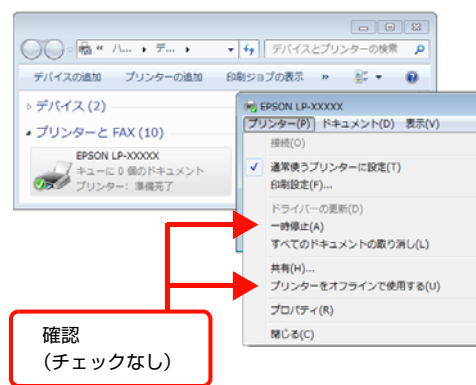 « ハ... ▸ デ... ▸
デバイスとプリンターの検索
デバイスの追加 プリンターの追加 印刷ジョブの表示 »
デバイス (2)
プリンターと FAX (10)
EPSON LP-XXXXX
キューに 0 個のドキュメント
プリンター: 準備完了
EPSON LP-XXXXX
プリンター(P) ドキュメント(D) 表示(V)
接続(O)
通常使うプリンターに設定(T)
印刷設定(F)...
ドライバーの更新(D)
一時停止(A)
すべてのドキュメントの取り消し(L)
共有(H)...
プリンターをオフラインで使用する(U)
プロパティ(R)
閉じる(C)
確認
(チェックなし)